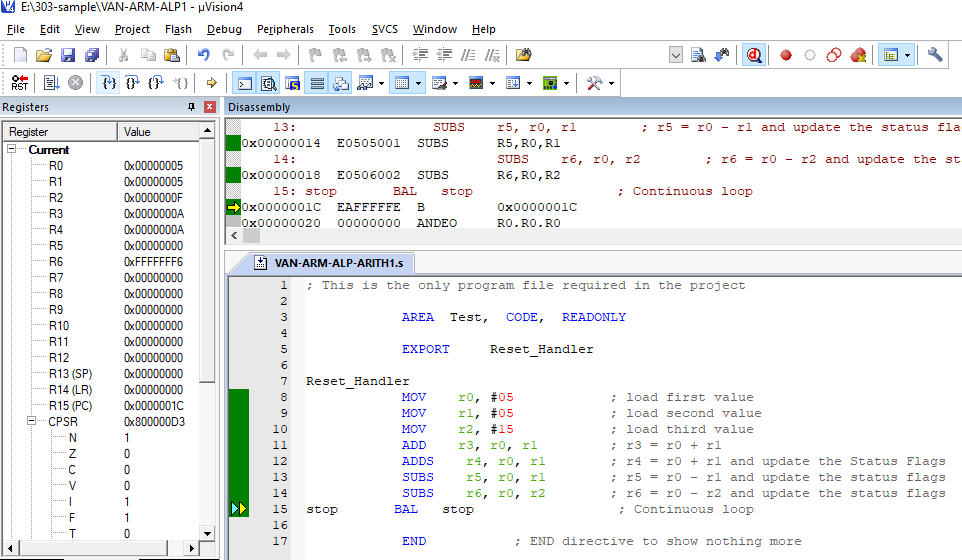 E:\303-sample\VAN-ARM-ALP1 - µVision4
File Edit View Project Flash Debug Peripherals Tools SVCS Window Help
RST
Registers
Register Value
Current
R0 0x00000005
R1 0x00000005
R2 0x0000000F
R3 0x0000000A
R4 0x0000000A
R5 0x00000000
R6 0xFFFFFFF6
R7 0x00000000
R8 0x00000000
R9 0x00000000
R10 0x00000000
R11 0x00000000
R12 0x00000000
R13 (SP) 0x00000000
R14 (LR) 0x00000000
R15 (PC) 0x0000001C
CPSR 0x800000D3
N 1
Z 0
C 0
V 0
I 1
F 1
T 0
Disassembly
13: SUBS r5, r0, r1 ; r5 = r0 - r1 and update the status fla
0x00000014 E0505001 SUBS R5,R0,R1
14: SUBS r6, r0, r2 ; r6 = r0 - r2 and update the st
0x00000018 E0506002 SUBS R6,R0,R2
15: stop BAL stop ; Continuous loop
0x0000001C EAFFFFFE B 0x0000001C
0x00000020 00000000 ANDEQ R0,R0,R0
VAN-ARM-ALP-ARITH1.s
1 ; This is the only program file required in the project
2
3 AREA Test, CODE, READONLY
4
5 EXPORT Reset_Handler
6
7 Reset_Handler
8 MOV r0, #05 ; load first value
9 MOV r1, #05 ; load second value
10 MOV r2, #15 ; load third value
11 ADD r3, r0, r1 ; r3 = r0 + r1
12 ADDS r4, r0, r1 ; r4 = r0 + r1 and update the Status Flags
13 SUBS r5, r0, r1 ; r5 = r0 - r1 and update the status flags
14 SUBS r6, r0, r2 ; r6 = r0 - r2 and update the status flags
15 stop BAL stop ; Continuous loop
16
17 END ; END directive to show nothing more